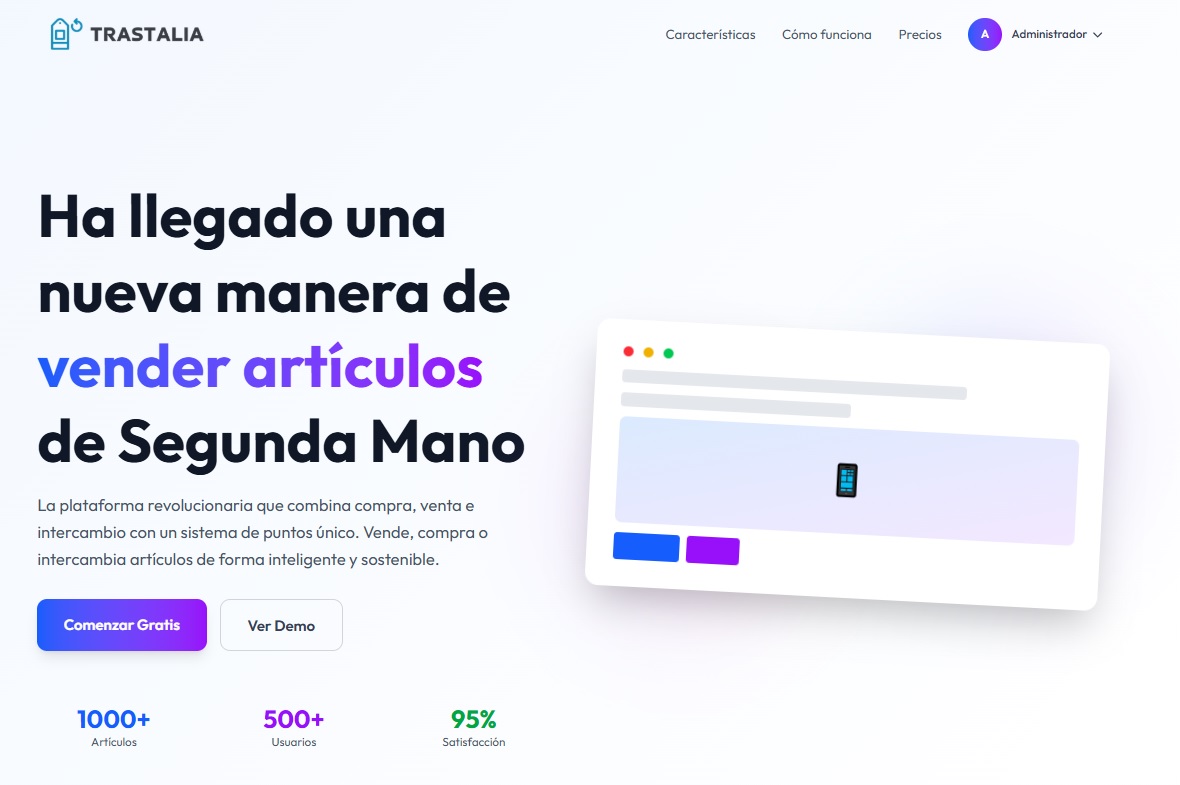 TRASTALIA
Características
Cómo funciona
Precios
A
Administrador
Ha llegado una
nueva manera de
vender artículos
de Segunda Mano
La plataforma revolucionaria que combina compra, venta e
intercambio con un sistema de puntos único. Vende, compra o
intercambia artículos de forma inteligente y sostenible.
Comenzar Gratis
Ver Demo
1000+
Artículos
500+
Usuarios
95%
Satisfacción